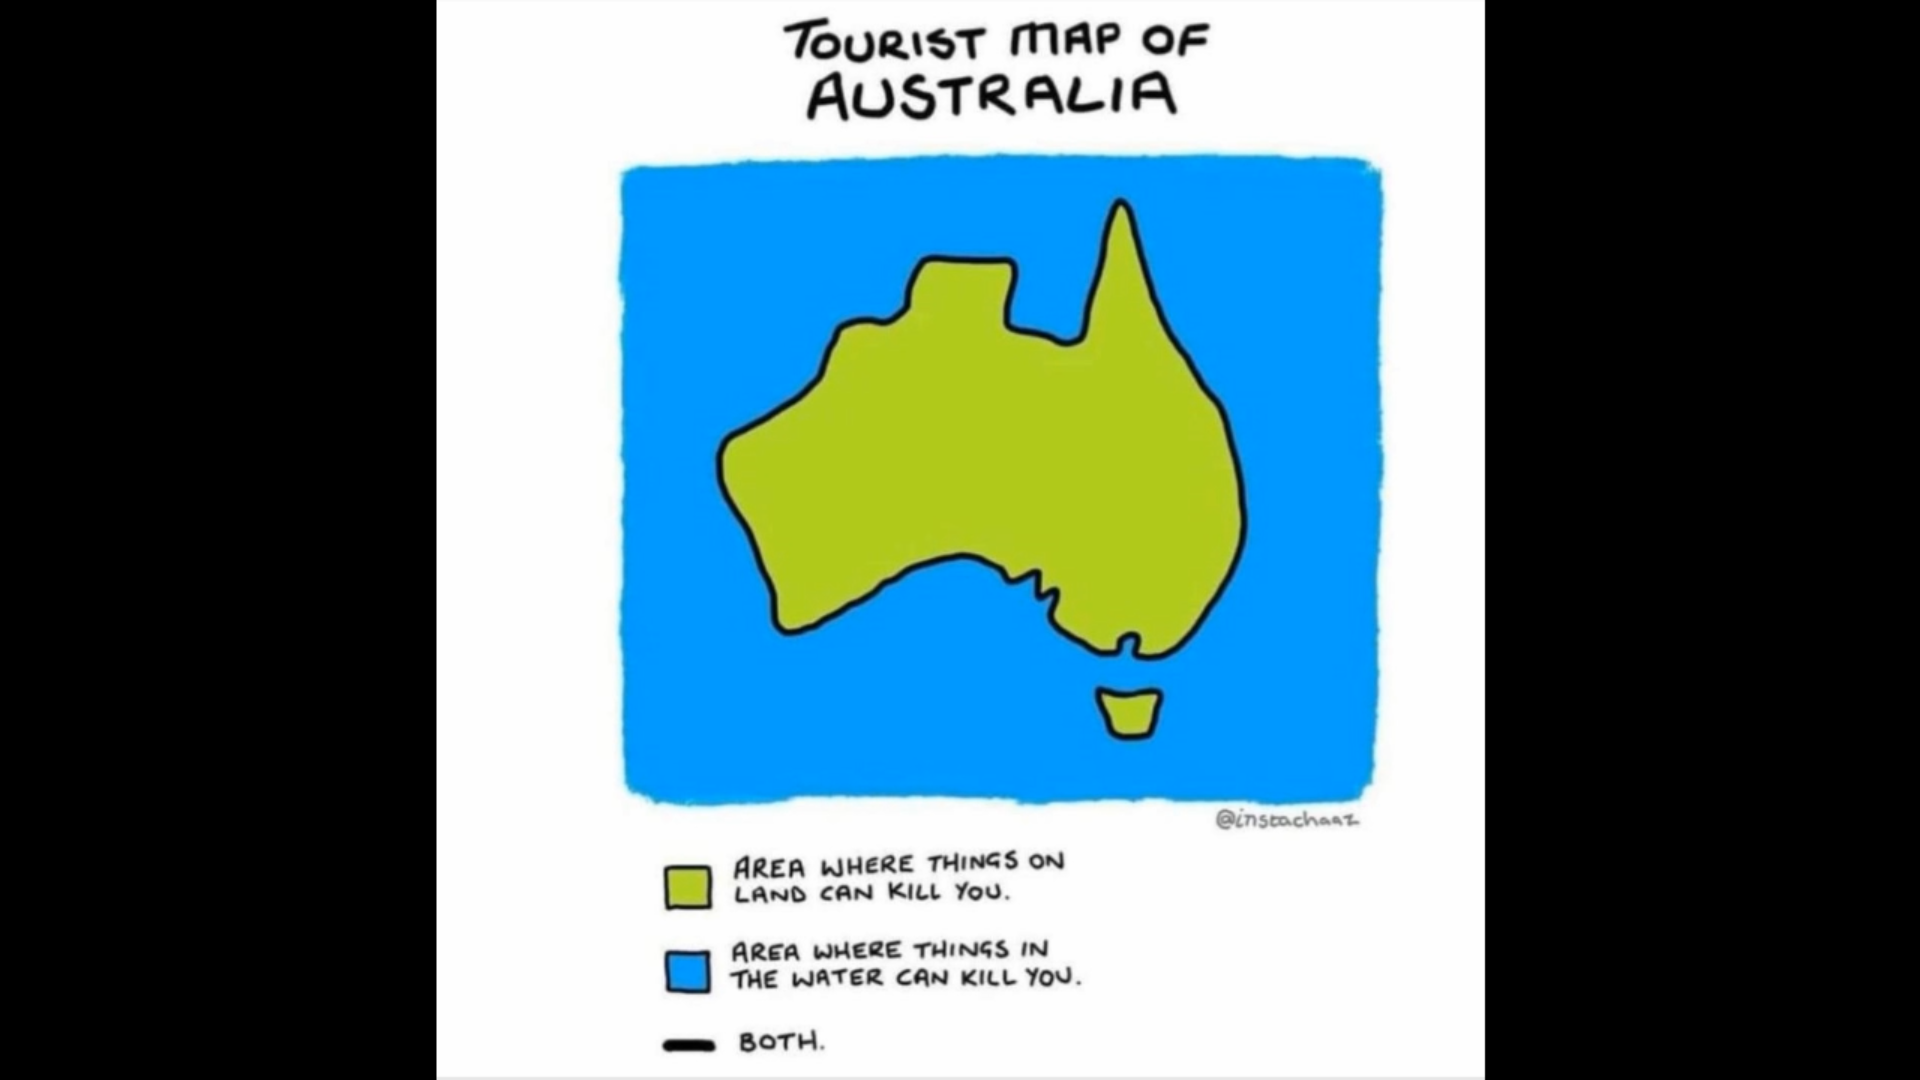 TOURIST MAP OF
AUSTRALIA
@instachaaz
AREA WHERE THINGS ON
LAND CAN KILL YOU.
AREA WHERE THINGS IN
THE WATER CAN KILL YOU.
BOTH.